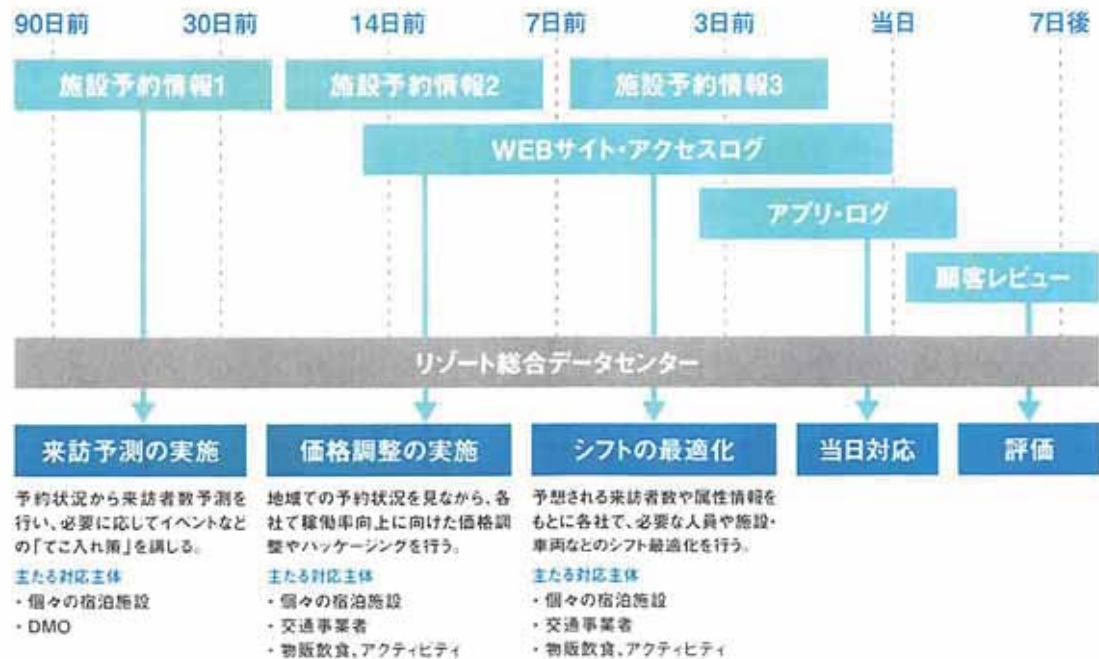 90日前 30日前 14日前 7日前 3日前 当日 7日後
施設予約情報1 施設予約情報2 施設予約情報3
WEBサイト・アクセスログ
アプリ・ログ
顧客レビュー
リゾート総合データセンター
来訪予測の実施
予約状況から来訪者数予測を
行い、必要に応じてイベントなど
の「てこ入れ策」を講じる。
主たる対応主体
・個々の宿泊施設
・DMO
価格調整の実施
地域での予約状況を見ながら、各
社で稼働率向上に向けた価格調
整やパッケージングを行う。
主たる対応主体
・個々の宿泊施設
・交通事業者
・物販飲食、アクティビティ
シフトの最適化
予想される来訪者数や属性情報を
もとに各社で、必要な人員や施設・
車両などのシフト最適化を行う。
主たる対応主体
・個々の宿泊施設
・交通事業者
・物販飲食、アクティビティ
当日対応
評価